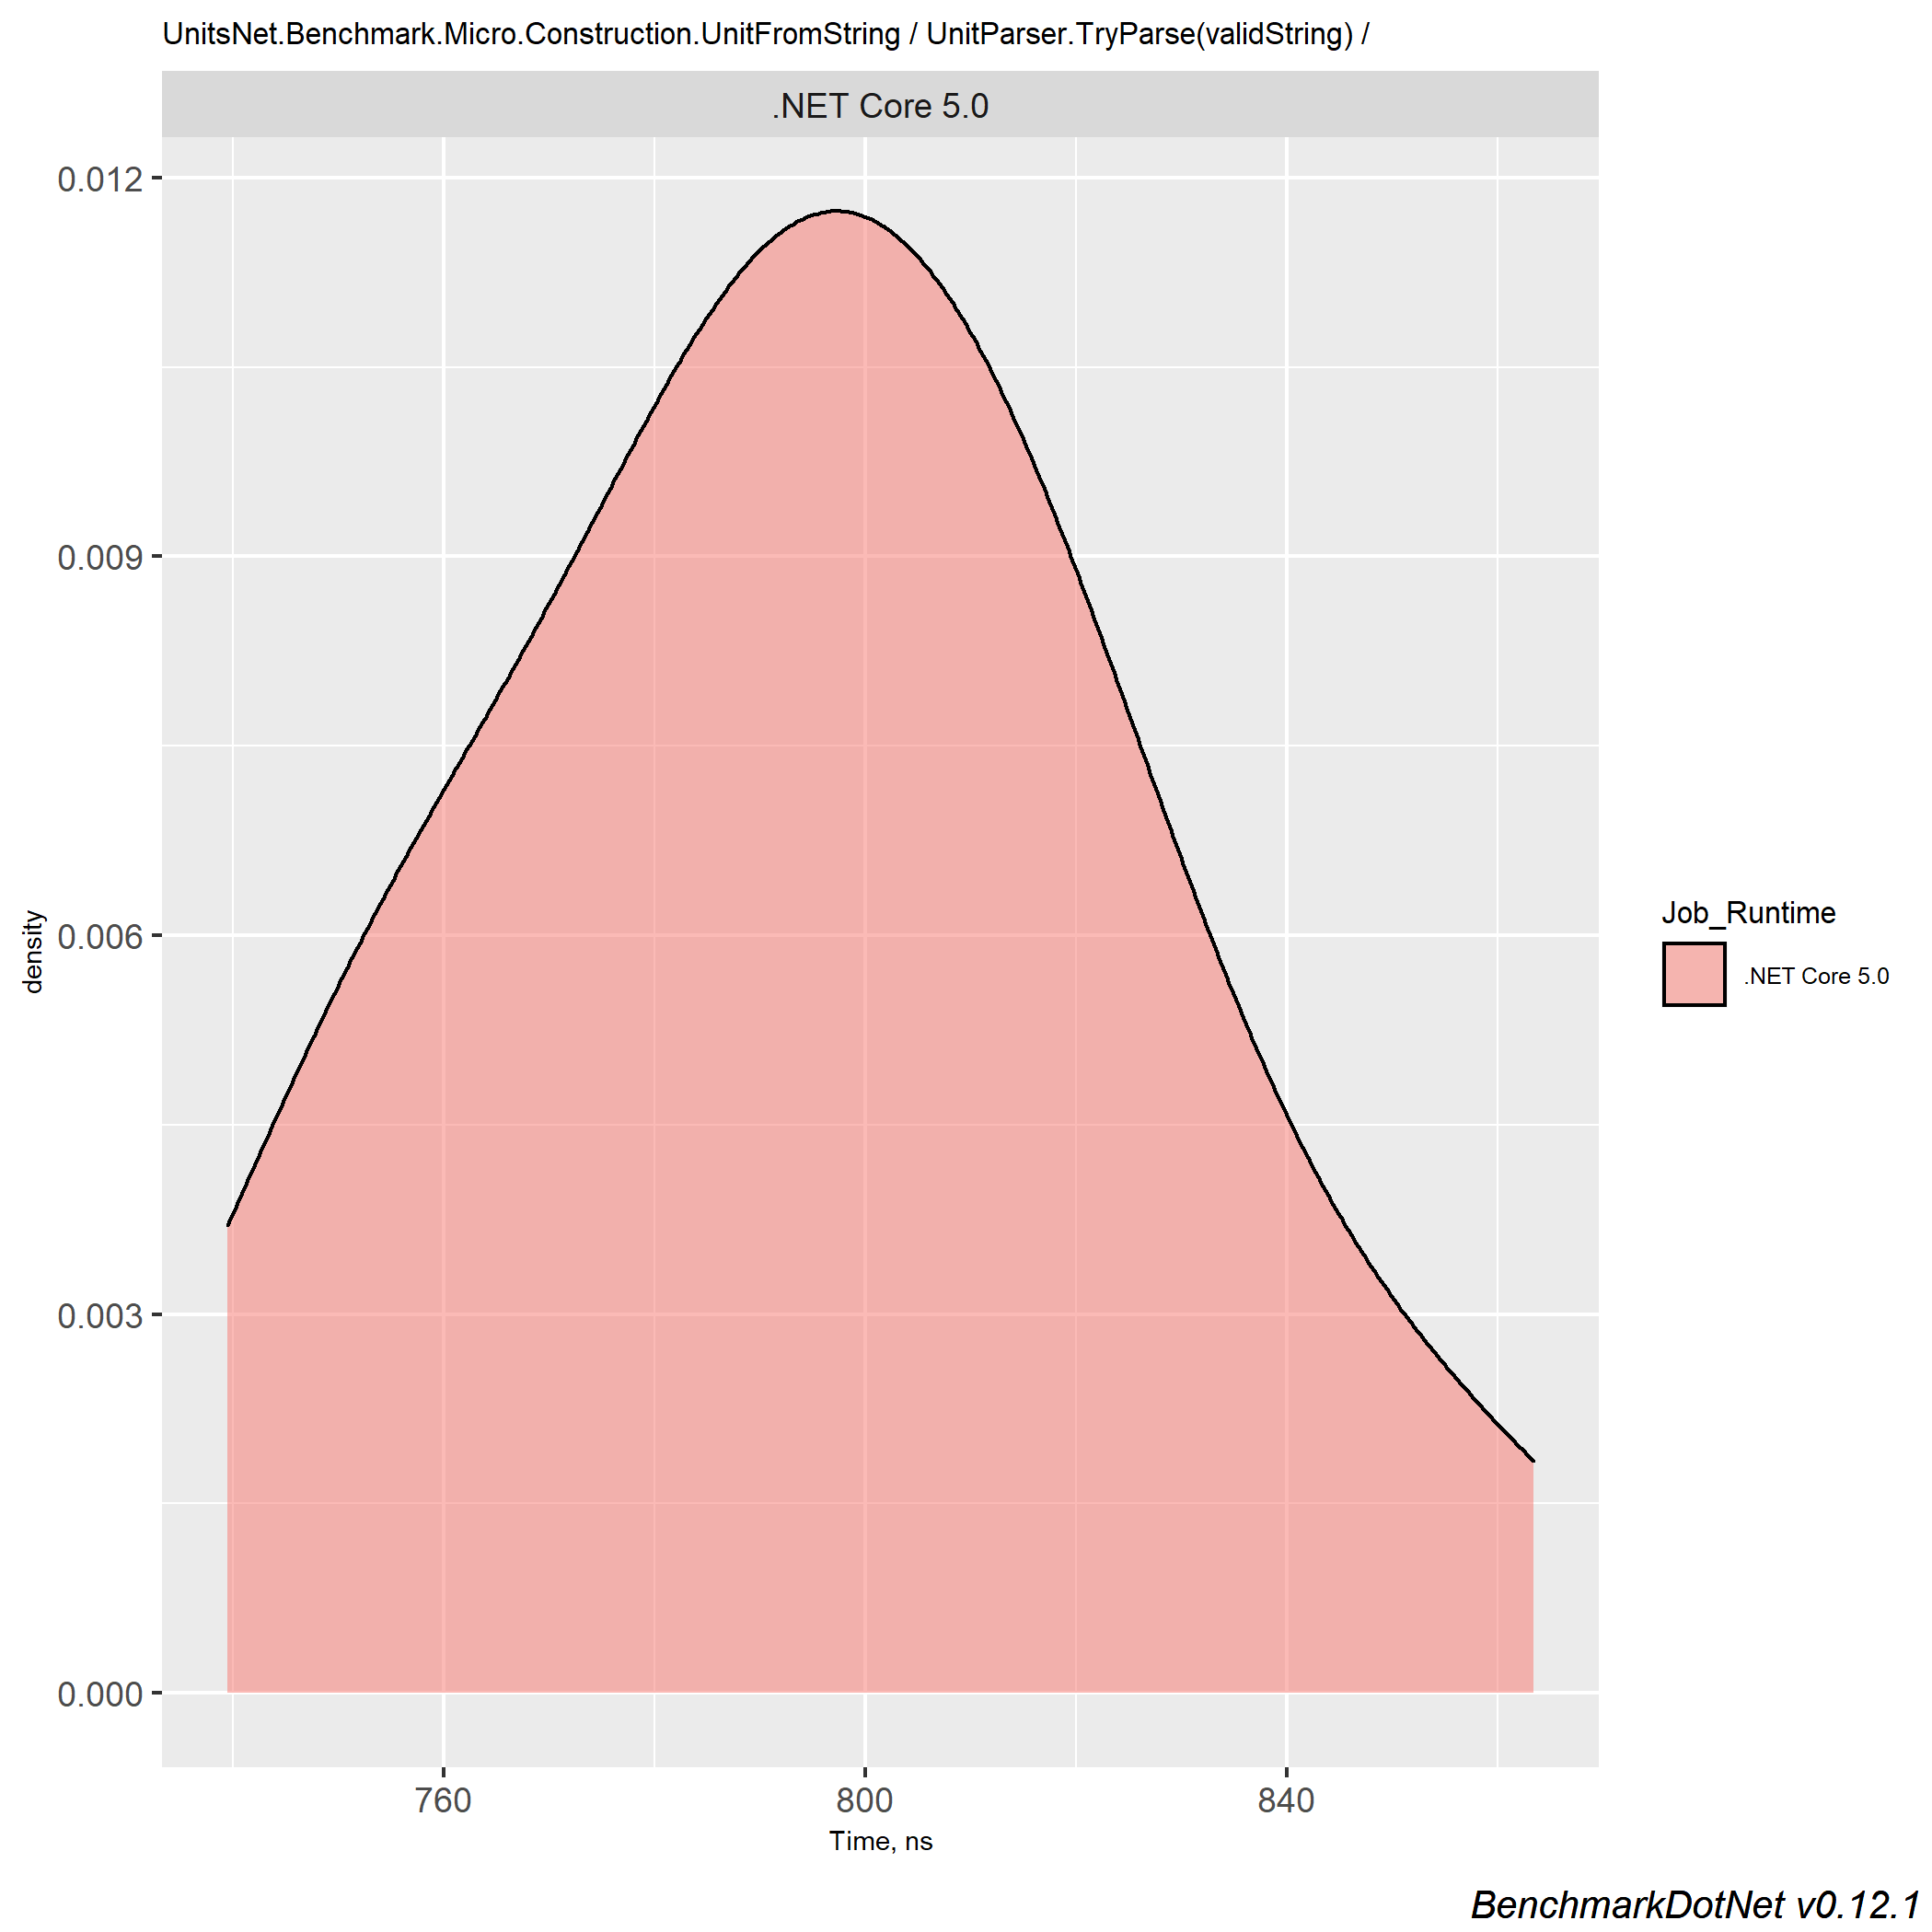 UnitsNet.Benchmark.Micro.Construction.UnitFromString / UnitParser.TryParse(validString) /
.NET Core 5.0
0.012
0.009
0.006
0.003
0.000
density
760 800 840
Time, ns
Job_Runtime
.NET Core 5.0
BenchmarkDotNet v0.12.1